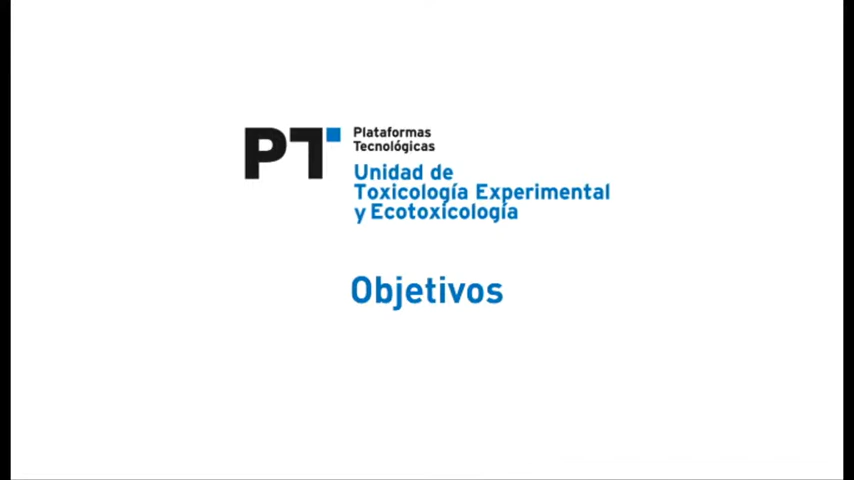 PT
Plataformas
Tecnológicas
Unidad de
Toxicología Experimental
y Ecotoxicología
Objetivos